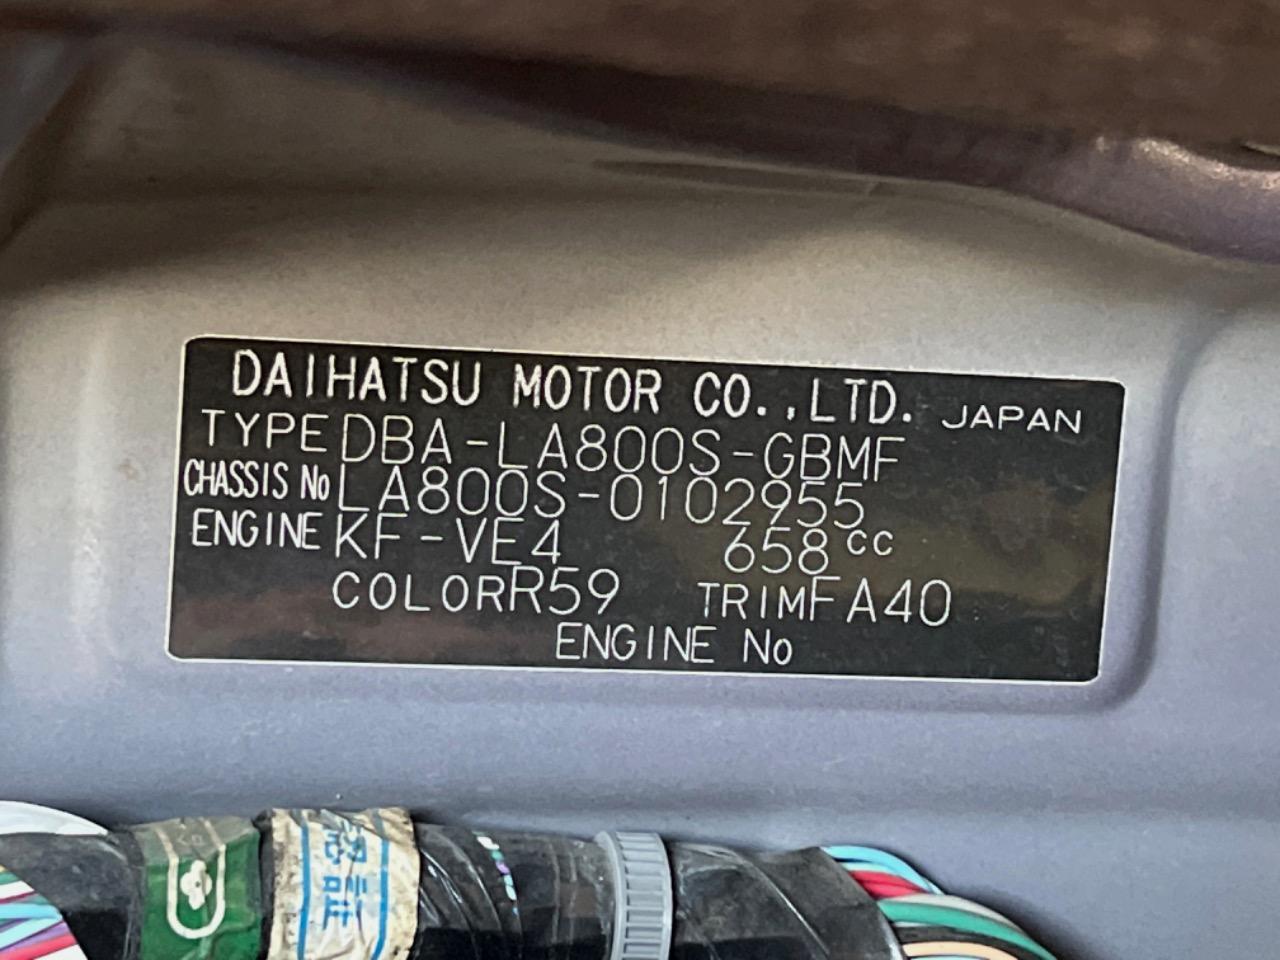 DAIHATSU MOTOR CO.,LTD. JAPAN
TYPE DBA-LA800S-GBMF
CHASSIS No LA800S-0102955
ENGINE KF-VE4 658cc
COLOR R59 TRIM FA40
ENGINE No